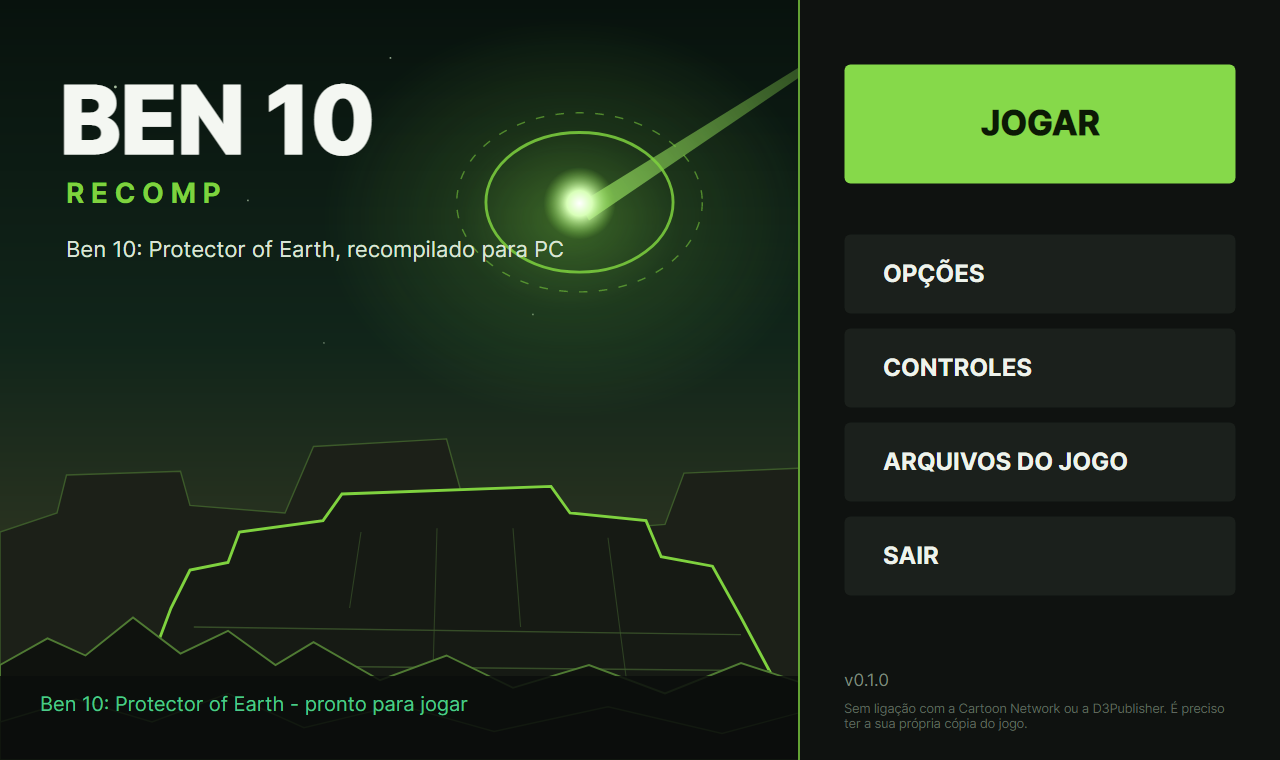 BEN 10
RECOMP
Ben 10: Protector of Earth, recompilado para PC
Ben 10: Protector of Earth - pronto para jogar
JOGAR
OPÇÕES
CONTROLES
ARQUIVOS DO JOGO
SAIR
v0.1.0
Sem ligação com a Cartoon Network ou a D3Publisher. É preciso
ter a sua própria cópia do jogo.